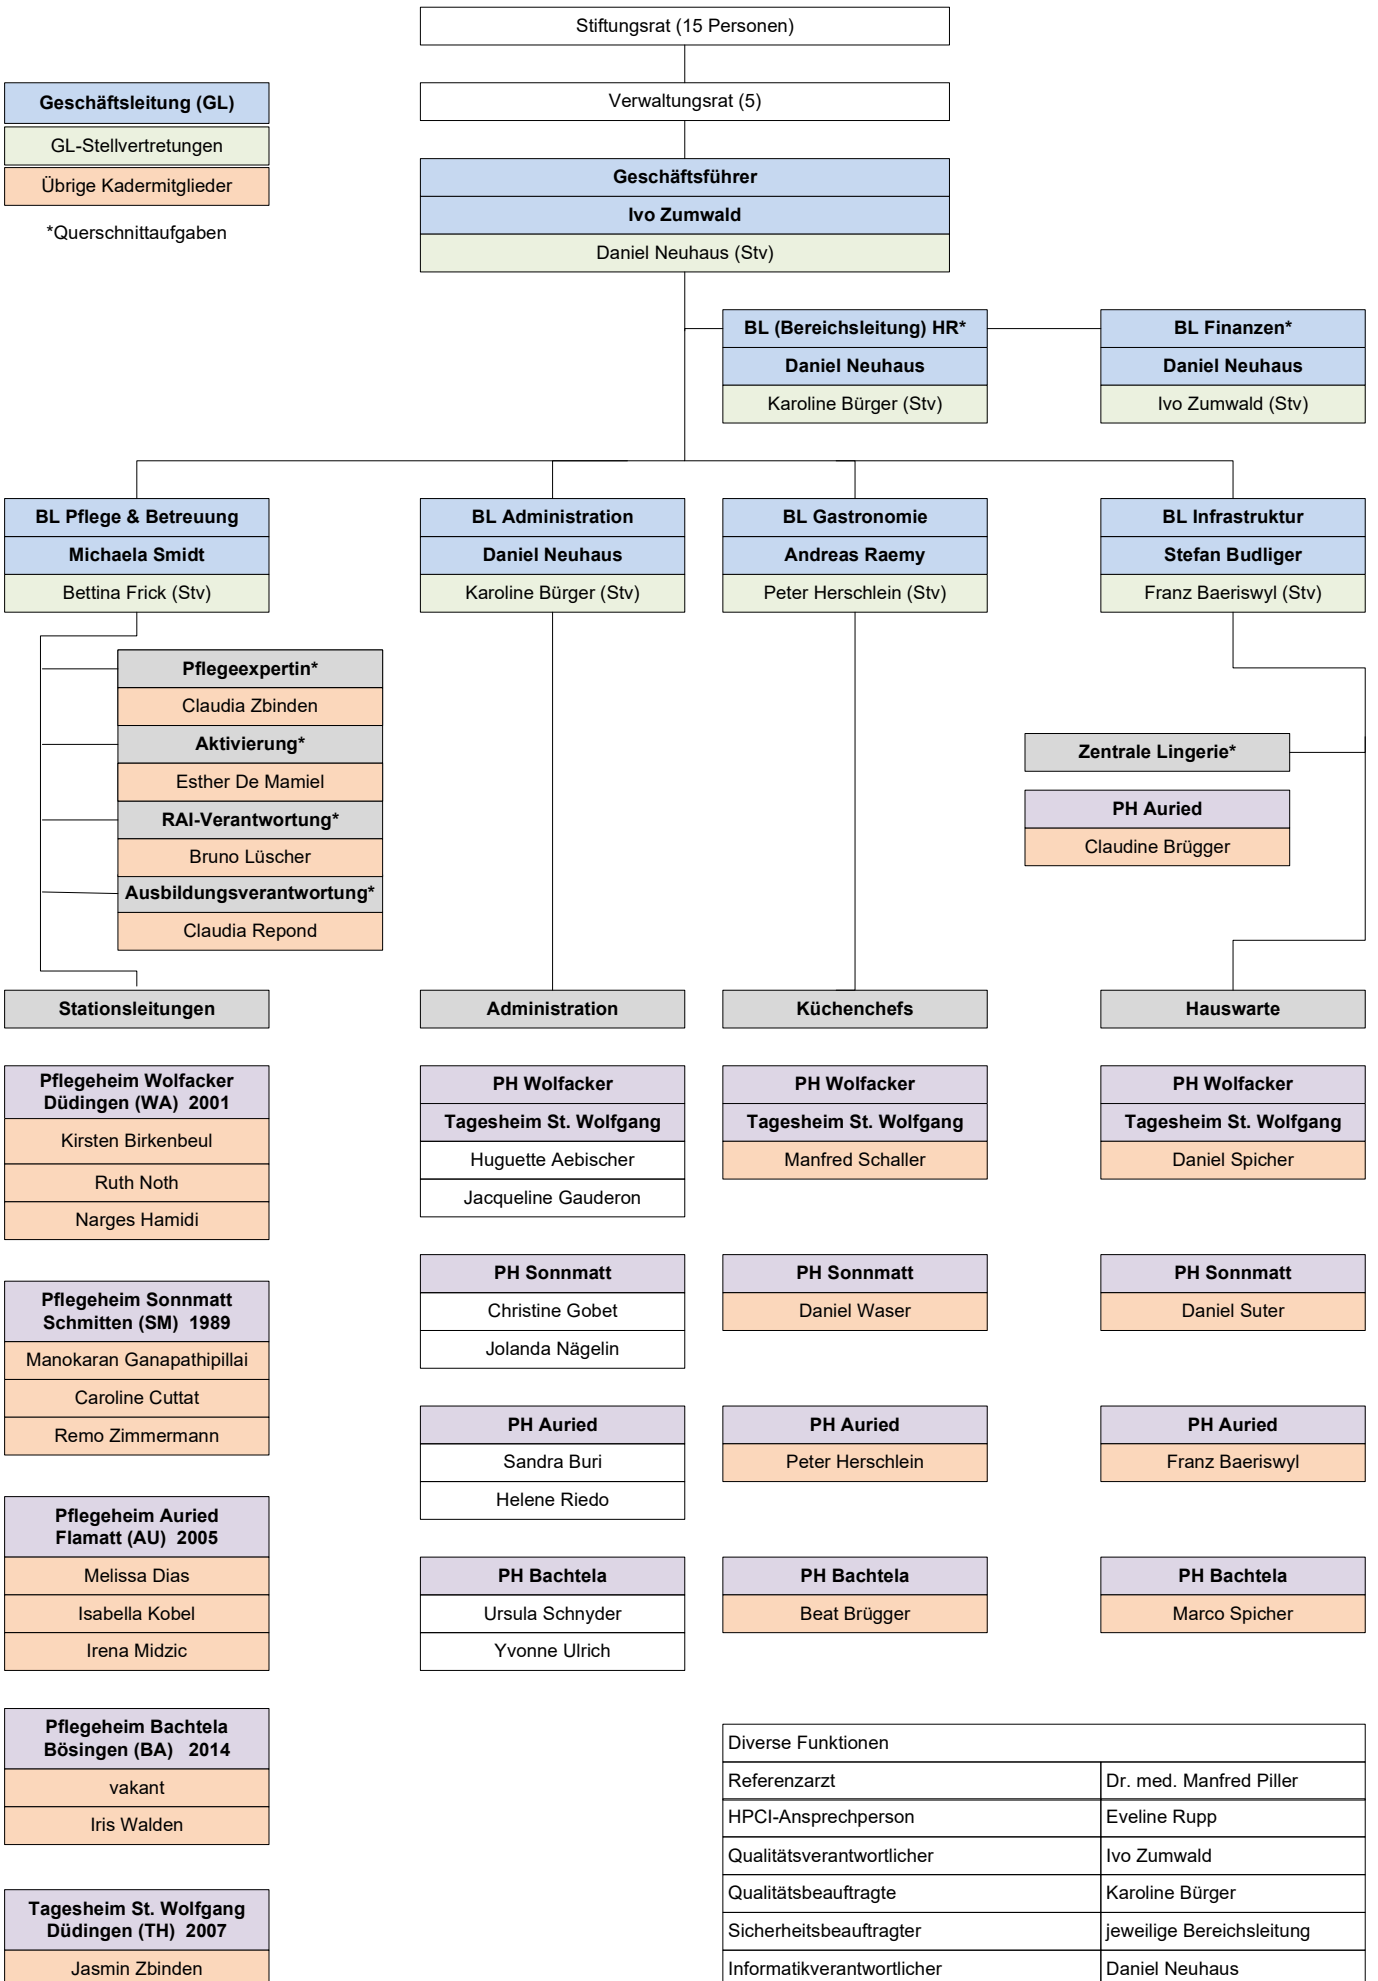 Stiftungsrat (15 Personen)
Verwaltungsrat (5)
Geschäftsleitung (GL)
GL-Stellvertretungen
Übrige Kadermitglieder
*Querschnittaufgaben
Geschäftsführer
Ivo Zumwald
Daniel Neuhaus (Stv)
BL (Bereichsleitung) HR*
Daniel Neuhaus
Karoline Bürger (Stv)
BL Finanzen*
Daniel Neuhaus
Ivo Zumwald (Stv)
BL Pflege & Betreuung
Michaela Smidt
Bettina Frick (Stv)
BL Administration
Daniel Neuhaus
Karoline Bürger (Stv)
BL Gastronomie
Andreas Raemy
Peter Herschlein (Stv)
BL Infrastruktur
Stefan Budliger
Franz Baeriswyl (Stv)
Pflegeexpertin*
Claudia Zbinden
Aktivierung*
Esther De Mamiel
RAI-Verantwortung*
Bruno Lüscher
Ausbildungsverantwortung*
Claudia Repond
Zentrale Lingerie*
PH Auried
Claudine Brügger
Stationsleitungen
Pflegeheim Wolfacker
Düdingen (WA) 2001
Kirsten Birkenbeul
Ruth Noth
Narges Hamidi
Pflegeheim Sonnmatt
Schmitten (SM) 1989
Manokaran Ganapathipillai
Caroline Cuttat
Remo Zimmermann
Pflegeheim Auried
Flamatt (AU) 2005
Melissa Dias
Isabella Kobel
Irena Midzic
Pflegeheim Bachtela
Bösingen (BA) 2014
vakant
Iris Walden
Tagesheim St. Wolfgang
Düdingen (TH) 2007
Jasmin Zbinden
Administration
PH Wolfacker
Tagesheim St. Wolfgang
Huguette Aebischer
Jacqueline Gauderon
PH Sonnmatt
Christine Gobet
Jolanda Nägelin
PH Auried
Sandra Buri
Helene Riedo
PH Bachtela
Ursula Schnyder
Yvonne Ulrich
Küchenchefs
PH Wolfacker
Tagesheim St. Wolfgang
Manfred Schaller
PH Sonnmatt
Daniel Waser
PH Auried
Peter Herschlein
PH Bachtela
Beat Brügger
Hauswarte
PH Wolfacker
Tagesheim St. Wolfgang
Daniel Spicher
PH Sonnmatt
Daniel Suter
PH Auried
Franz Baeriswyl
PH Bachtela
Marco Spicher
Diverse Funktionen
Referenzarzt Dr. med. Manfred Piller
HPCI-Ansprechperson Eveline Rupp
Qualitätsverantwortlicher Ivo Zumwald
Qualitätsbeauftragte Karoline Bürger
Sicherheitsbeauftragter jeweilige Bereichsleitung
Informatikverantwortlicher Daniel Neuhaus